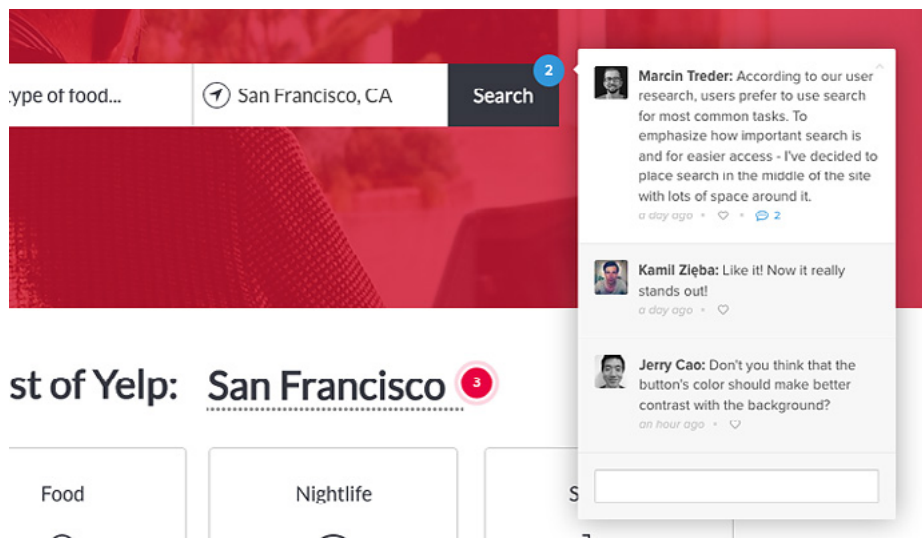 type of food...
San Francisco, CA
Search
2
Marcin Treder: According to our user
research, users prefer to use search
for most common tasks. To
emphasize how important search is
and for easier access - I've decided to
place search in the middle of the site
with lots of space around it.
a day ago • • 2
Kamil Zięba: Like it! Now it really
stands out!
a day ago •
Jerry Cao: Don't you think that the
button's color should make better
contrast with the background?
an hour ago •
st of Yelp: San Francisco
3
Food
Nightlife
S